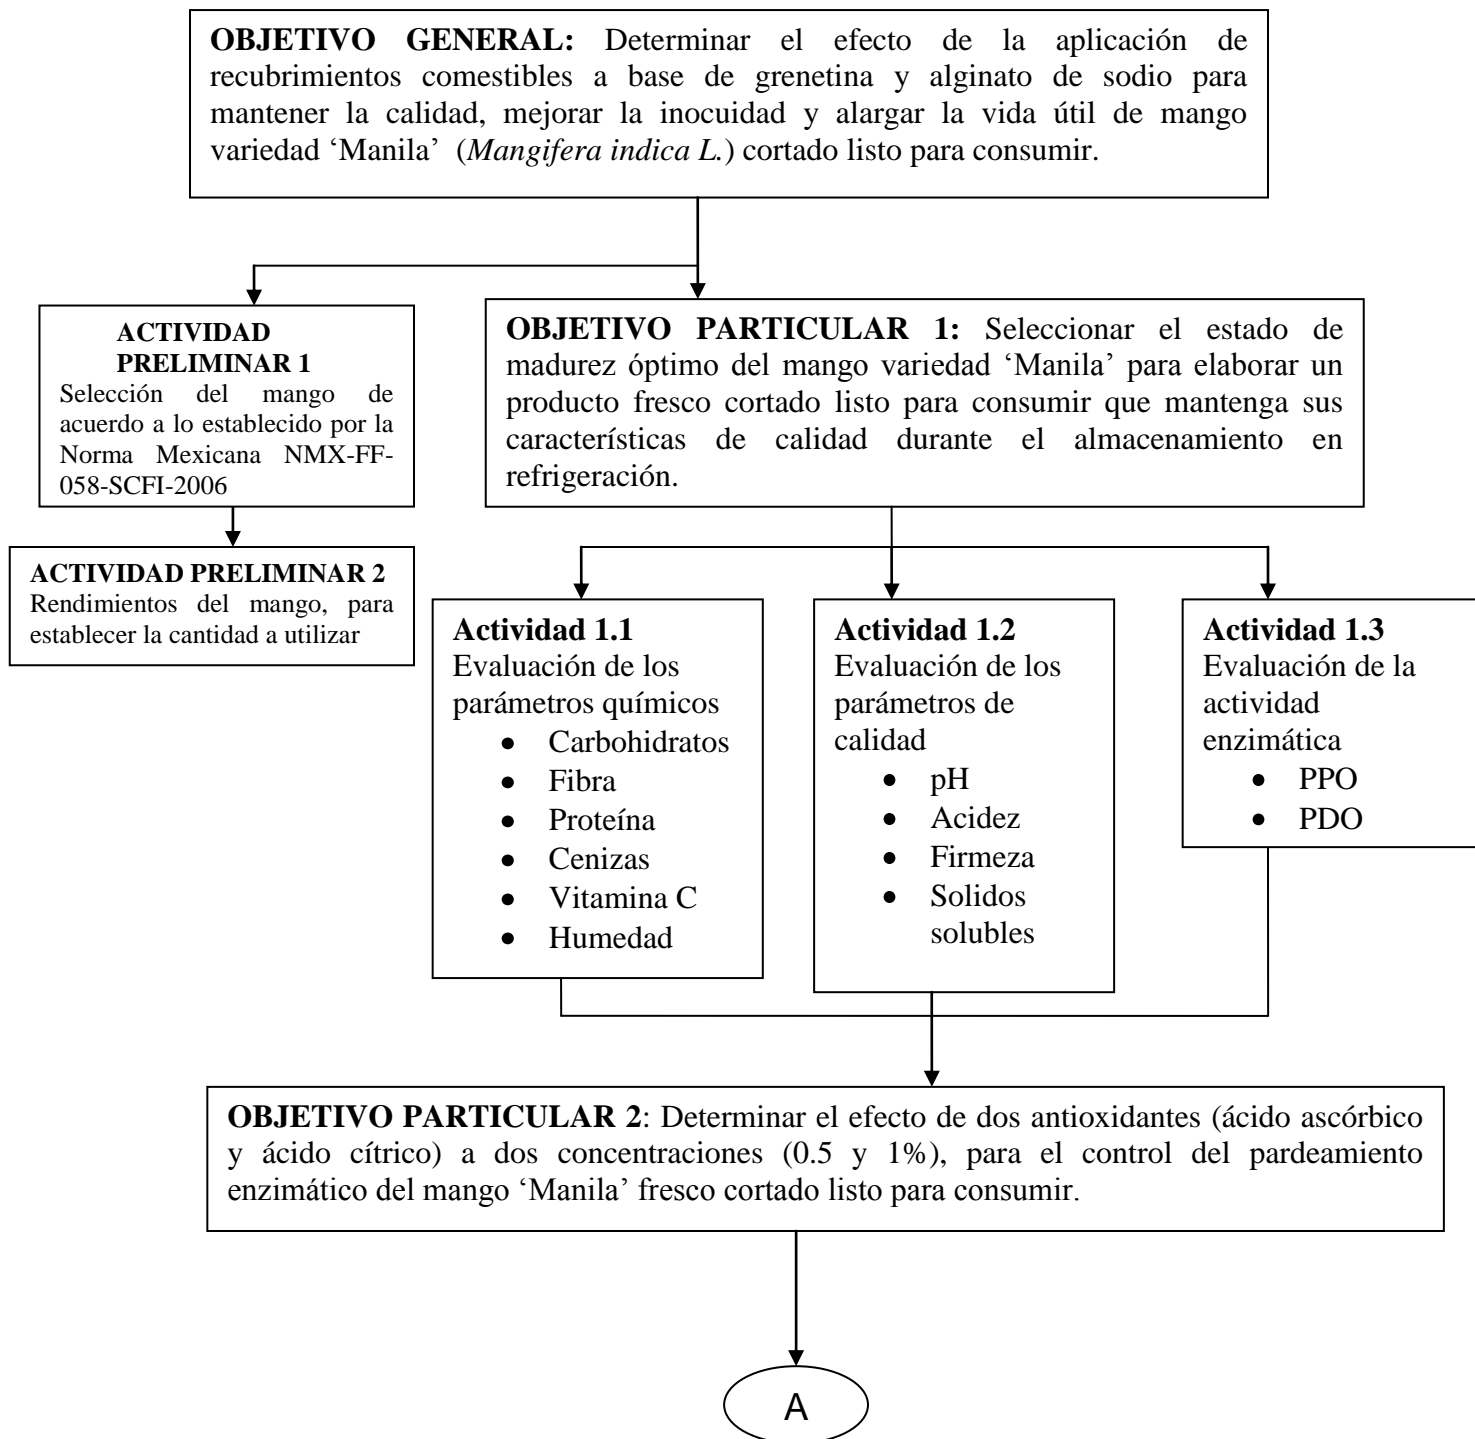 OBJETIVO GENERAL: Determinar el efecto de la aplicación de
recubrimientos comestibles a base de grenetina y alginato de sodio para
mantener la calidad, mejorar la inocuidad y alargar la vida útil de mango
variedad ‘Manila’ (Mangifera indica L.) cortado listo para consumir.
ACTIVIDAD
PRELIMINAR 1
Selección del mango de
acuerdo a lo establecido por la
Norma Mexicana NMX-FF-
058-SCFI-2006
OBJETIVO PARTICULAR 1: Seleccionar el estado de
madurez óptimo del mango variedad ‘Manila’ para elaborar un
producto fresco cortado listo para consumir que mantenga sus
características de calidad durante el almacenamiento en
refrigeración.
ACTIVIDAD PRELIMINAR 2
Rendimientos del mango, para
establecer la cantidad a utilizar
Actividad 1.1
Evaluación de los
parámetros químicos
• Carbohidratos
• Fibra
• Proteína
• Cenizas
• Vitamina C
• Humedad
Actividad 1.2
Evaluación de los
parámetros de
calidad
• pH
• Acidez
• Firmeza
• Solidos
solubles
Actividad 1.3
Evaluación de la
actividad
enzimática
• PPO
• PDO
OBJETIVO PARTICULAR 2: Determinar el efecto de dos antioxidantes (ácido ascórbico
y ácido cítrico) a dos concentraciones (0.5 y 1%), para el control del pardeamiento
enzimático del mango ‘Manila’ fresco cortado listo para consumir.
A